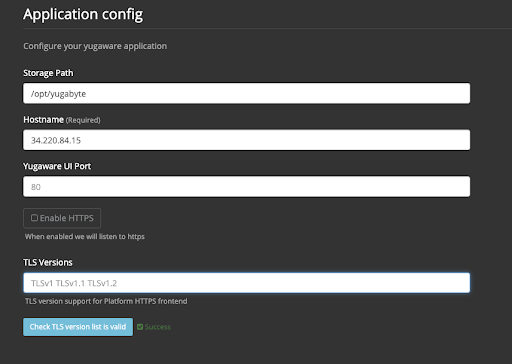 Application config
Configure your yugaware application
Storage Path
/opt/yugabyte
Hostname (Required)
34.220.84.15
Yugaware UI Port
80
Enable HTTPS
When enabled we will listen to https
TLS Versions
TLSv1 TLSv1.1 TLSv1.2
TLS version support for Platform HTTPS frontend
Check TLS version list is valid Success